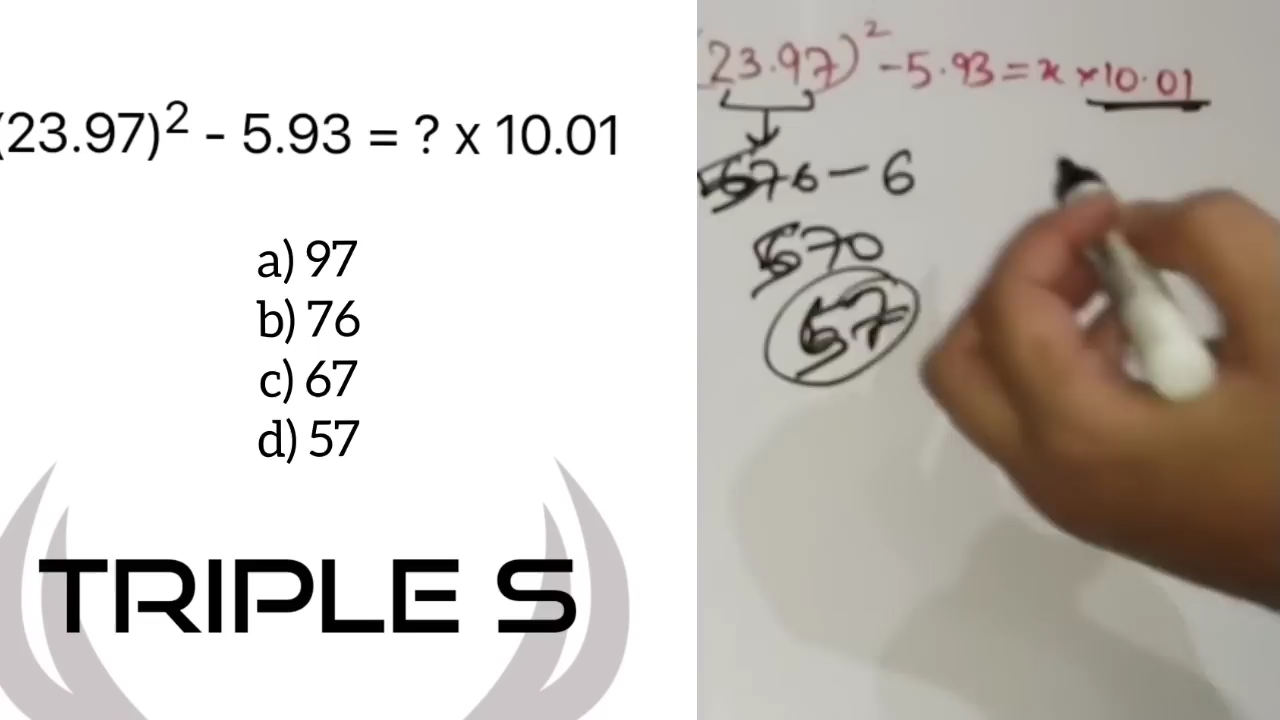 (23.97)² - 5.93 = ? x 10.01
a) 97
b) 76
c) 67
d) 57
TRIPLE S
(23.97)² - 5.93 = x × 10.01
576 - 6
570
57